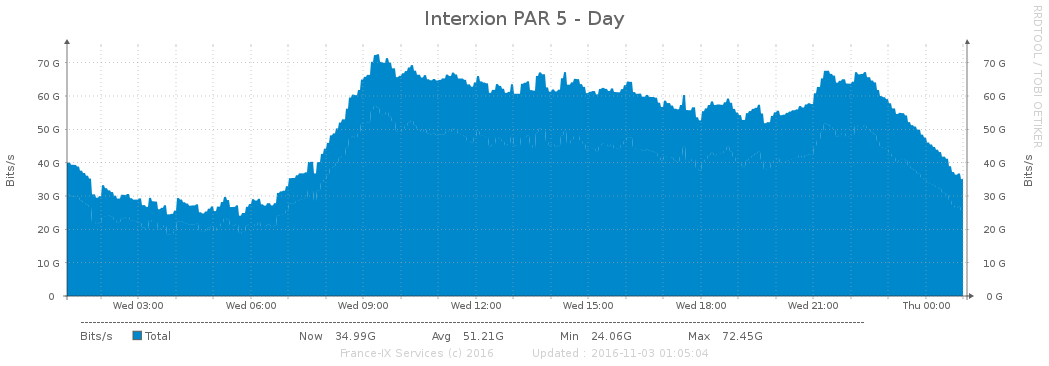 Interxion PAR 5 - Day
RRDTOOL / TOBI OETIKER
Bits/s
Bits/s
70 G 70 G
60 G 60 G
50 G 50 G
40 G 40 G
30 G 30 G
20 G 20 G
10 G 10 G
0 0 G
Wed 03:00 Wed 06:00 Wed 09:00 Wed 12:00 Wed 15:00 Wed 18:00 Wed 21:00 Thu 00:00
Bits/s Total Now 34.99G Avg 51.21G Min 24.06G Max 72.45G
France-IX Services (c) 2016 Updated : 2016-11-03 01:05:04